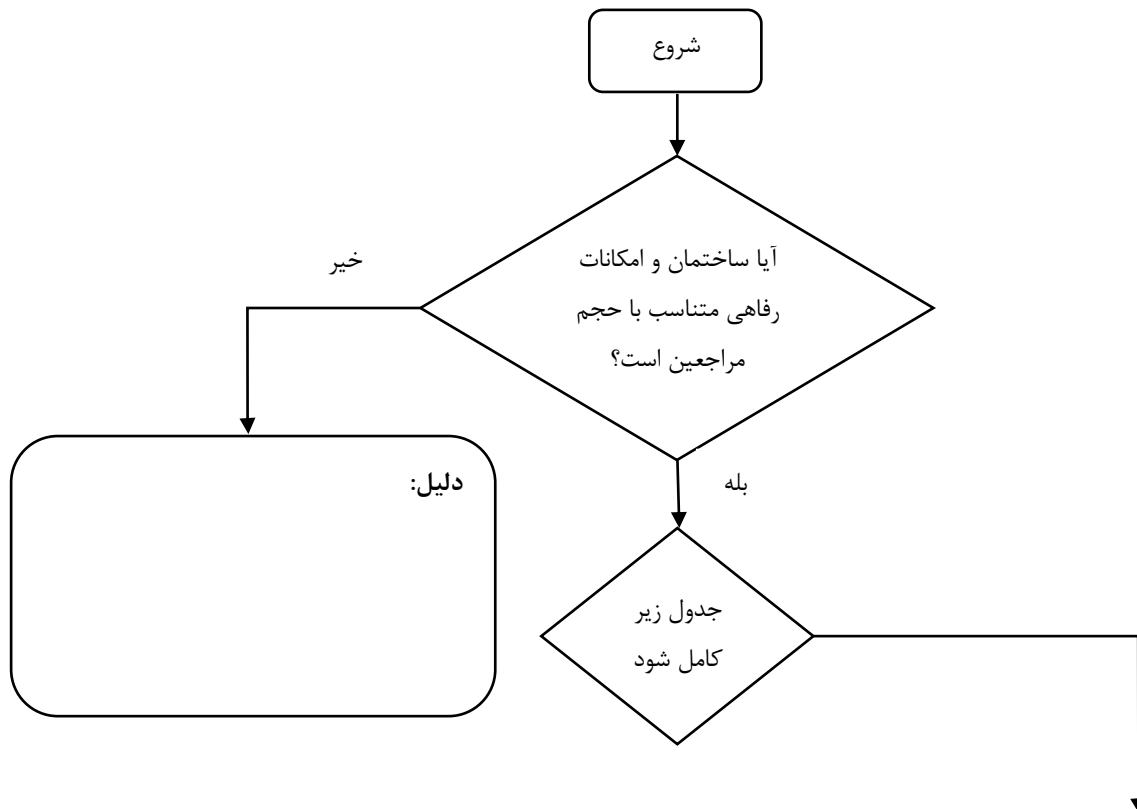 شروع
آیا ساختمان و امکانات
رفاهی متناسب با حجم
مراجعین است؟
خیر
بله
دلیل:
جدول زیر
کامل شود